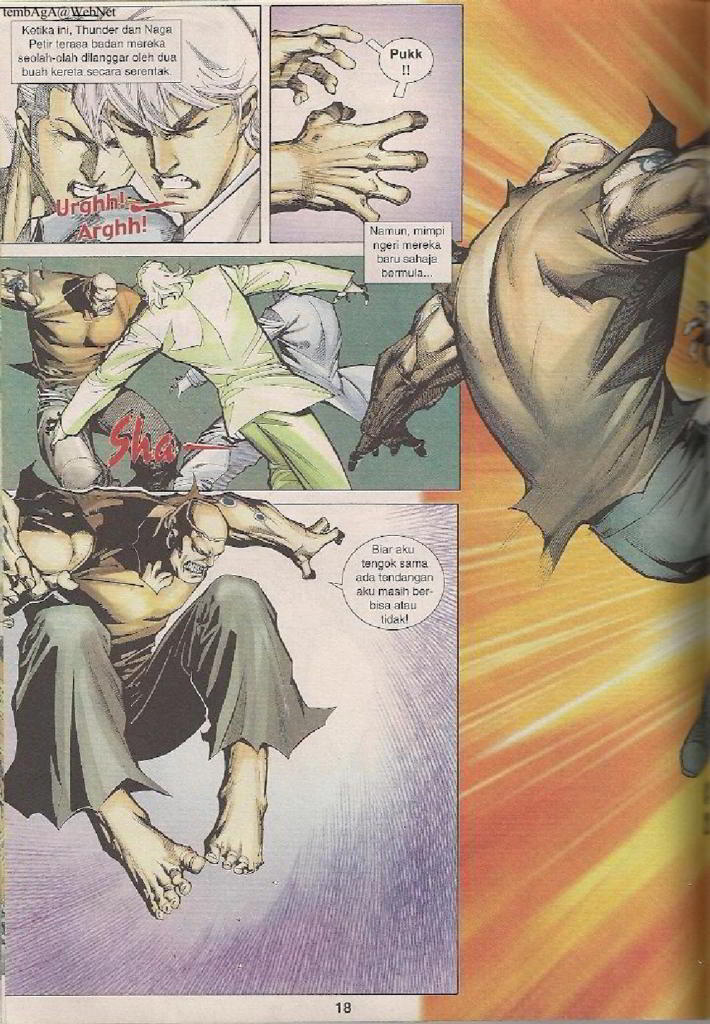 tembAgA@WebNet
Ketika ini, Thunder dan Naga
Petir terasa badan mereka
seolah-olah dilanggar oleh dua
buah kereta secara serentak.
Urghh!
Arghh!
Pukk
!!
Namun, mimpi
ngeri mereka
baru sahaja
bermula...
Sha
Biar aku
tengok sama
ada tendangan
aku masih ber-
bisa atau
tidak!
18